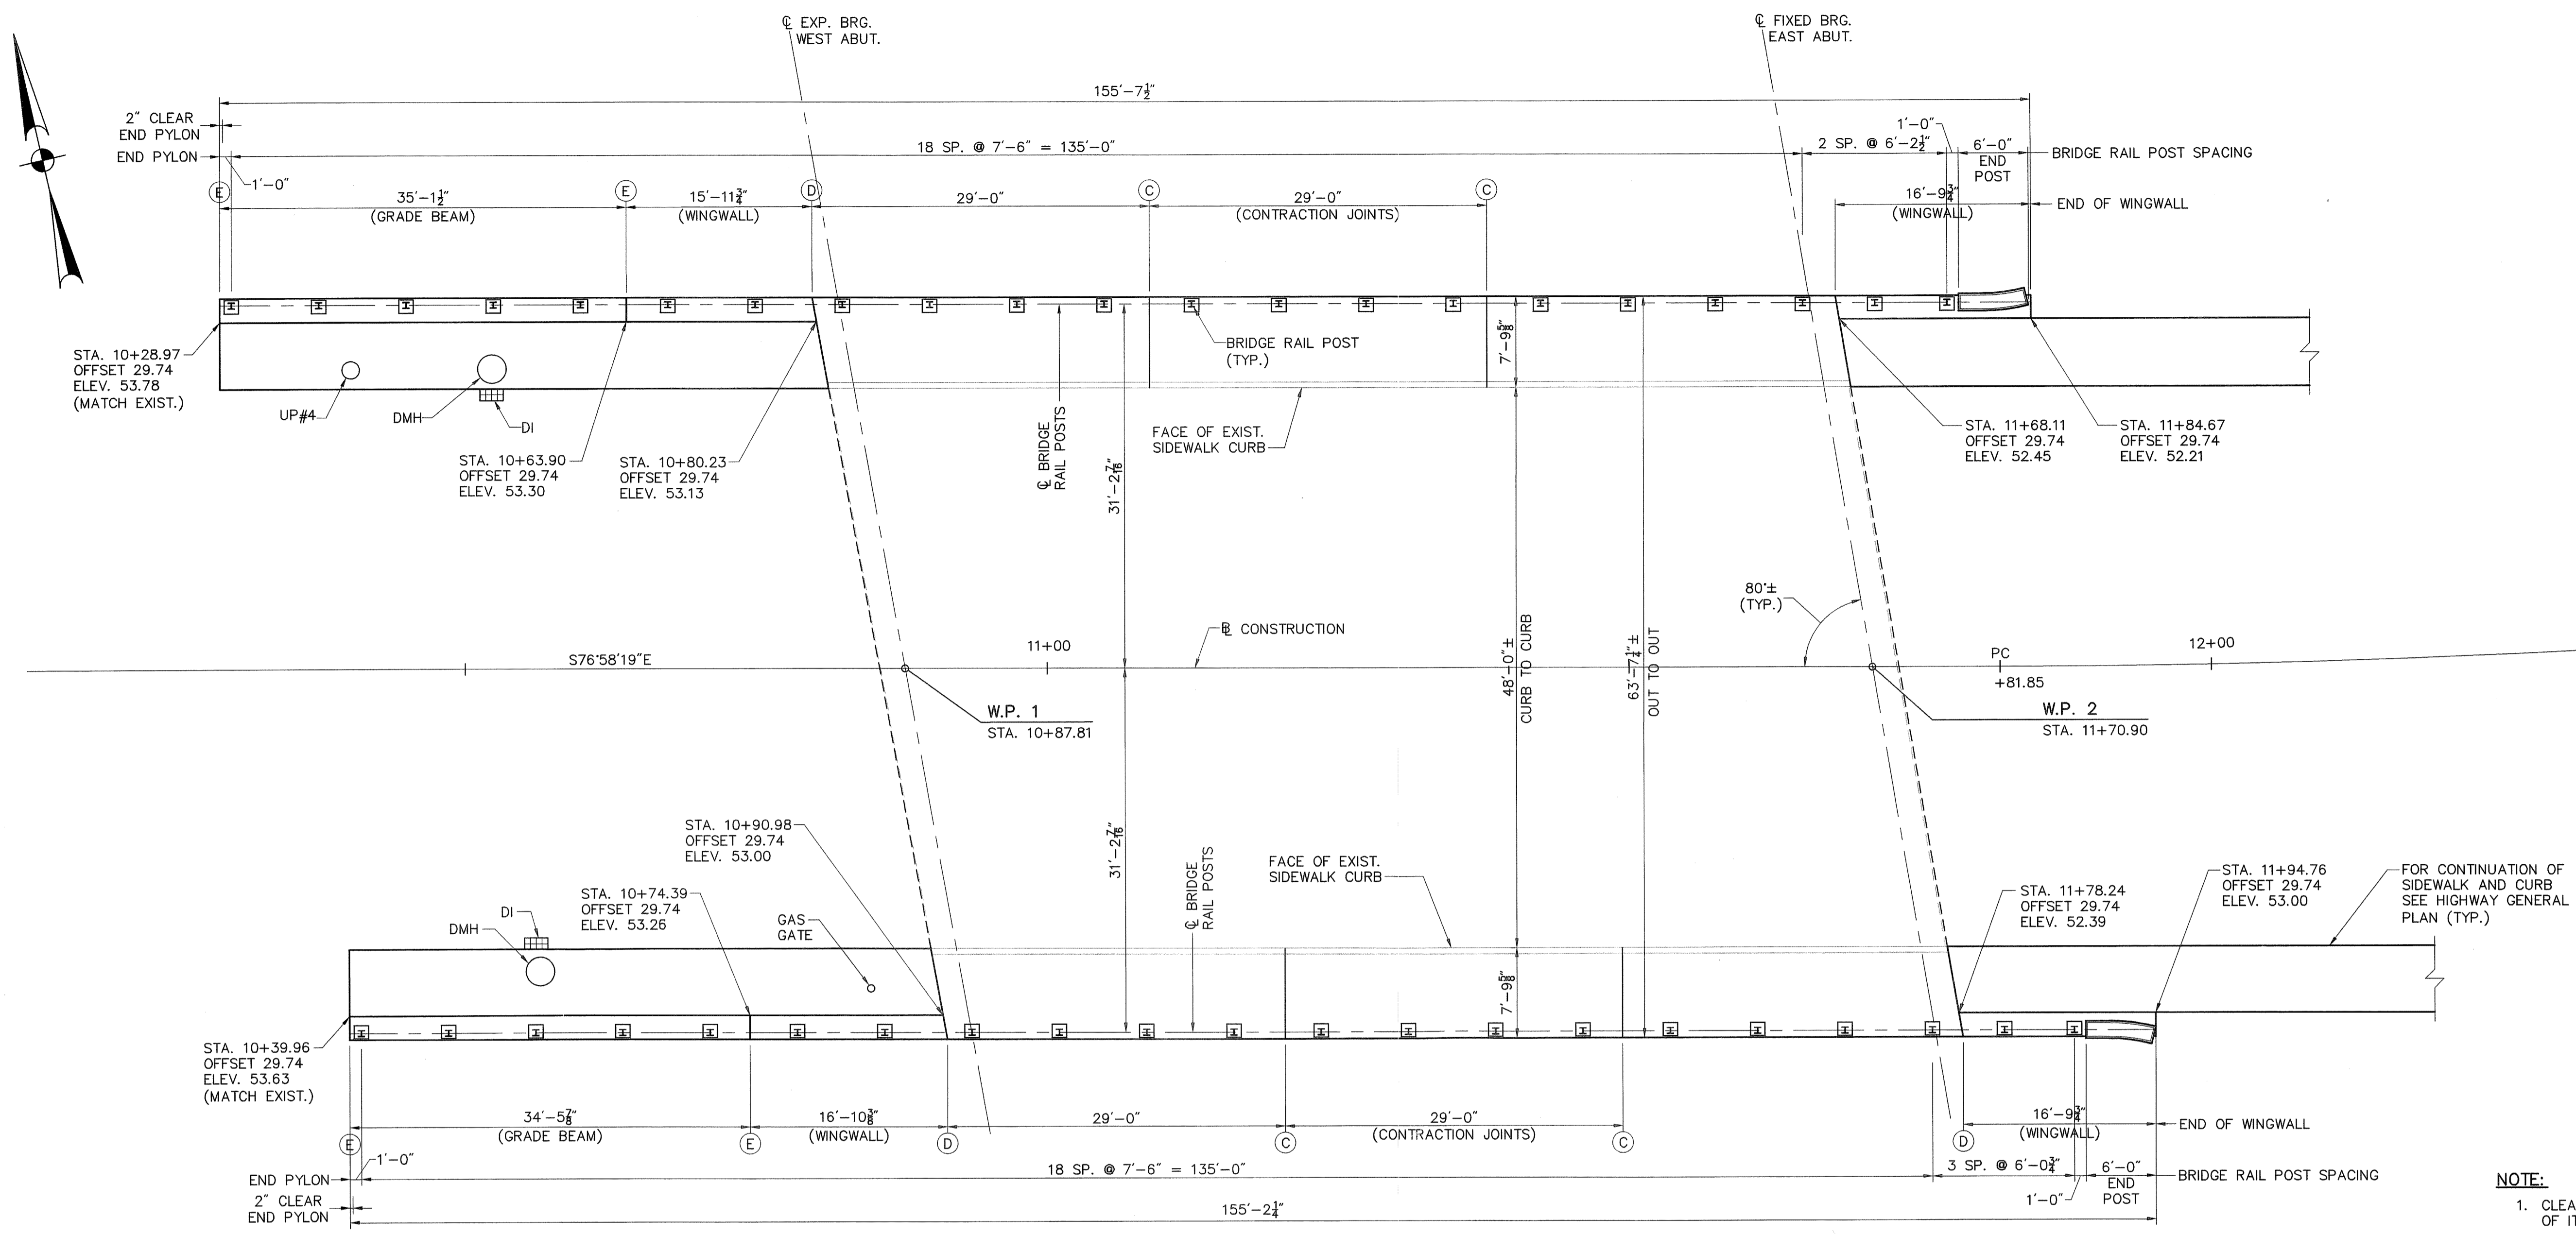 ℄ EXP. BRG.
WEST ABUT.
℄ FIXED BRG.
EAST ABUT.
155'-7½"
2" CLEAR
END PYLON
END PYLON
1'-0"
18 SP. @ 7'-6" = 135'-0"
2 SP. @ 6'-2½"
1'-0"
6'-0"
END
POST
BRIDGE RAIL POST SPACING
E
35'-1½"
(GRADE BEAM)
E
15'-11¾"
(WINGWALL)
D
29'-0"
C
29'-0"
(CONTRACTION JOINTS)
C
16'-9¾"
(WINGWALL)
END OF WINGWALL
STA. 10+28.97
OFFSET 29.74
ELEV. 53.78
(MATCH EXIST.)
UP#4
DMH
DI
STA. 10+63.90
OFFSET 29.74
ELEV. 53.30
STA. 10+80.23
OFFSET 29.74
ELEV. 53.13
℄ BRIDGE
RAIL POSTS
31'-2 7/16"
BRIDGE RAIL POST
(TYP.)
FACE OF EXIST.
SIDEWALK CURB
7'-9⅝"
STA. 11+68.11
OFFSET 29.74
ELEV. 52.45
STA. 11+84.67
OFFSET 29.74
ELEV. 52.21
80°±
(TYP.)
48'-0"±
CURB TO CURB
63'-7¼"±
OUT TO OUT
S76°58'19"E
11+00
BL CONSTRUCTION
PC
+81.85
12+00
W.P. 1
STA. 10+87.81
W.P. 2
STA. 11+70.90
STA. 10+90.98
OFFSET 29.74
ELEV. 53.00
STA. 10+74.39
OFFSET 29.74
ELEV. 53.26
DI
DMH
GAS
GATE
31'-2 7/16"
℄ BRIDGE
RAIL POSTS
FACE OF EXIST.
SIDEWALK CURB
7'-9⅝"
STA. 11+78.24
OFFSET 29.74
ELEV. 52.39
STA. 11+94.76
OFFSET 29.74
ELEV. 53.00
FOR CONTINUATION OF
SIDEWALK AND CURB
SEE HIGHWAY GENERAL
PLAN (TYP.)
STA. 10+39.96
OFFSET 29.74
ELEV. 53.63
(MATCH EXIST.)
E
34'-5⅞"
(GRADE BEAM)
E
16'-10⅜"
(WINGWALL)
D
29'-0"
C
29'-0"
(CONTRACTION JOINTS)
C
D
16'-9¾"
(WINGWALL)
END OF WINGWALL
END PYLON
1'-0"
18 SP. @ 7'-6" = 135'-0"
3 SP. @ 6'-0¾"
1'-0"
6'-0"
END
POST
BRIDGE RAIL POST SPACING
2" CLEAR
END PYLON
155'-2¼"
NOTE:
1. CLEA
OF IT